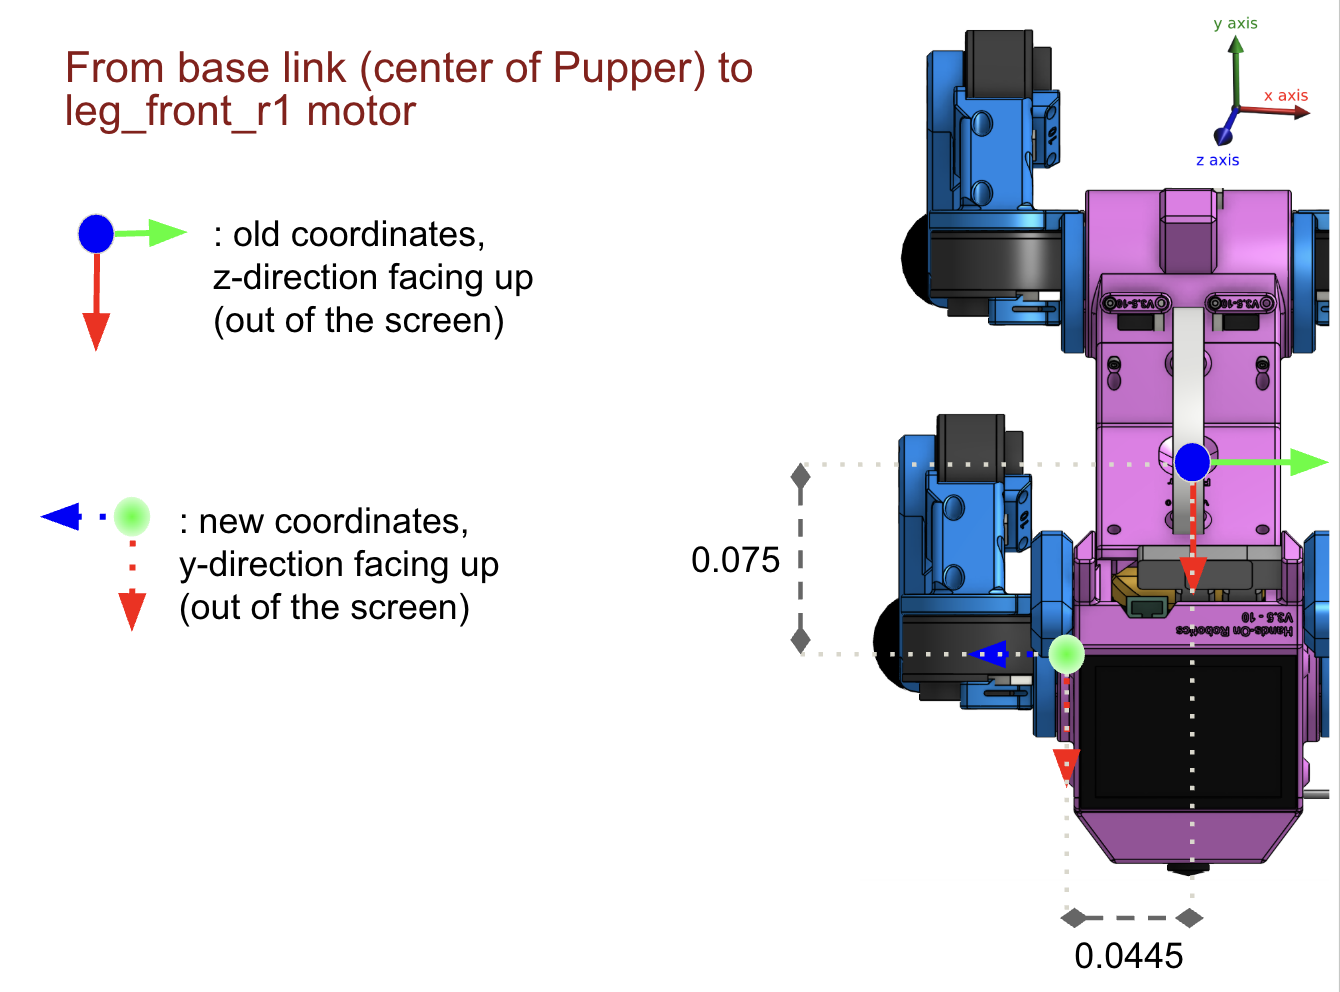 From base link (center of Pupper) to
leg_front_r1 motor
y axis
x axis
z axis
: old coordinates,
z-direction facing up
(out of the screen)
V3.5-10
V3.5-10
10
: new coordinates,
y-direction facing up
(out of the screen)
10
0.075
Hands-On Robotics
V3.5 - 10
0.0445